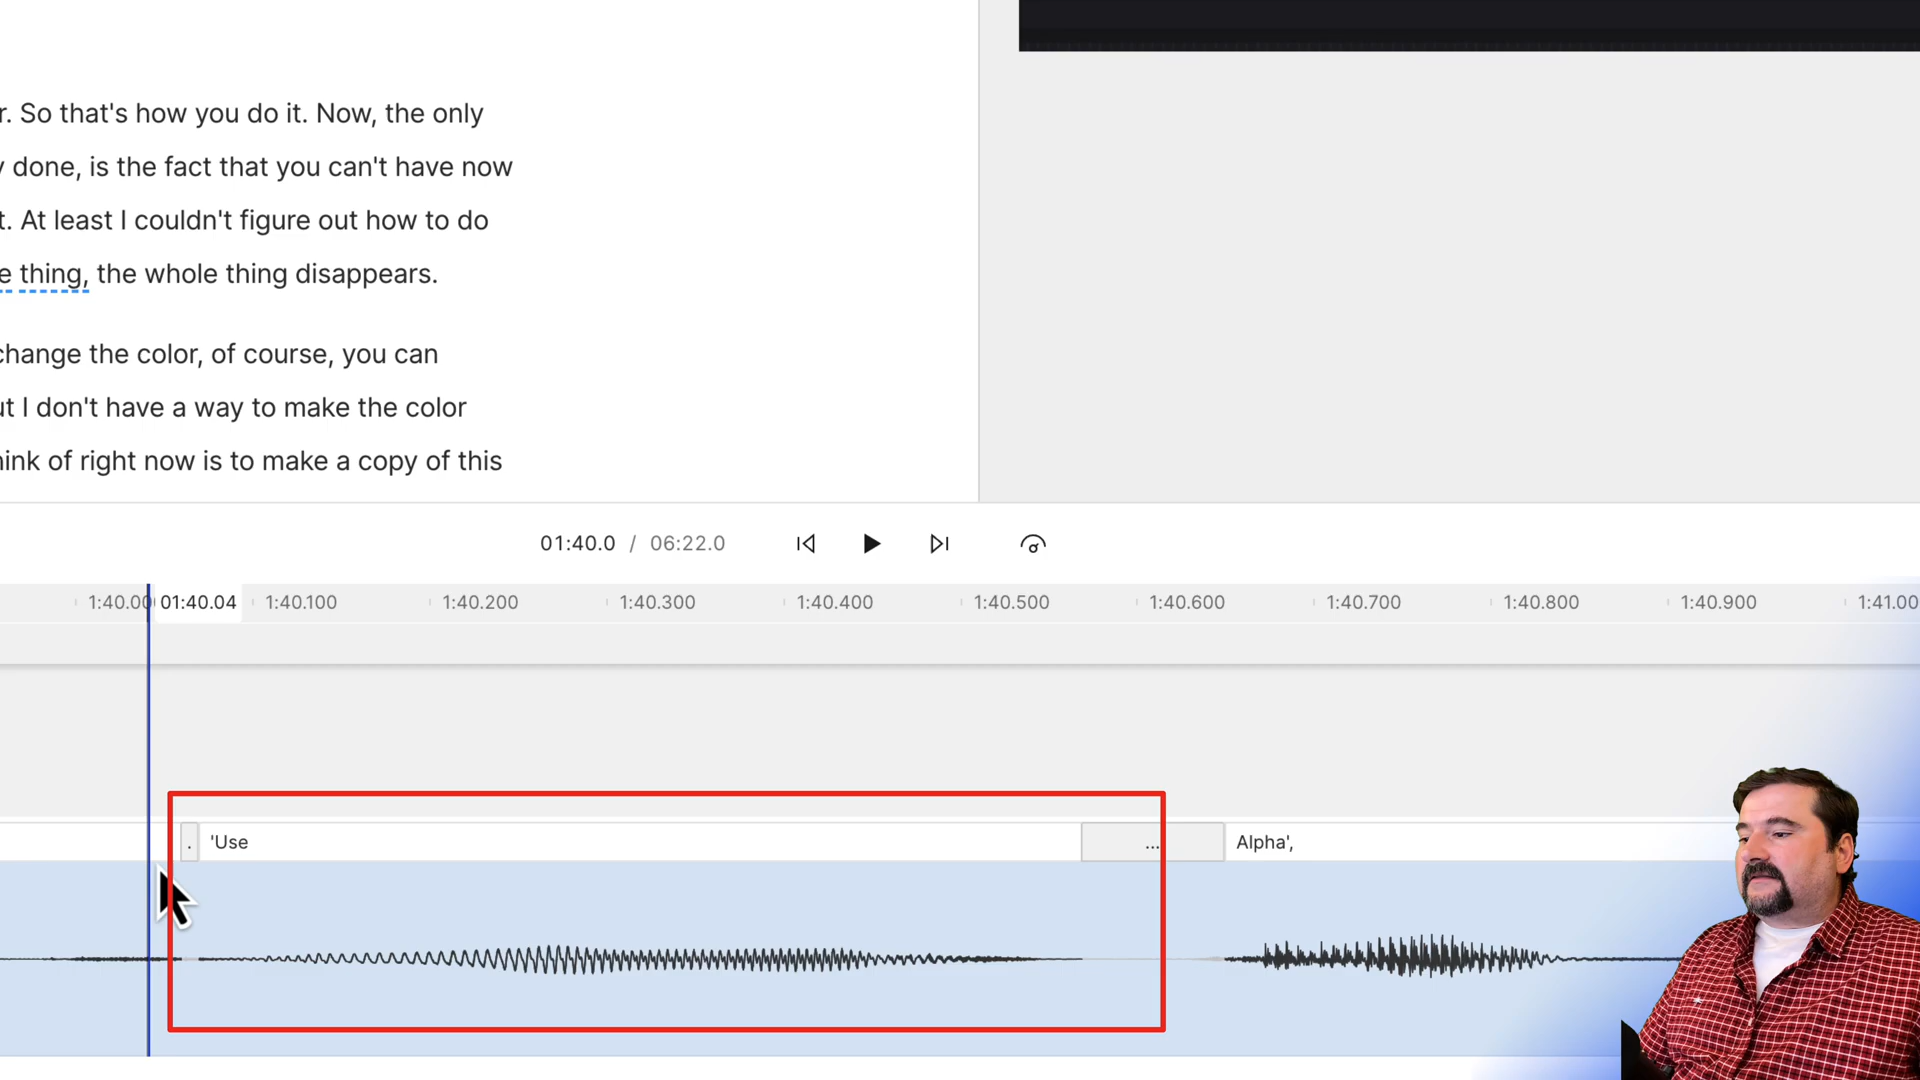 r. So that's how you do it. Now, the only
y done, is the fact that you can't have now
t. At least I couldn't figure out how to do
e thing, the whole thing disappears.
change the color, of course, you can
ut I don't have a way to make the color
hink of right now is to make a copy of this
01:40.0 / 06:22.0
1:40.00 01:40.04 1:40.100 1:40.200 1:40.300 1:40.400 1:40.500 1:40.600 1:40.700 1:40.800 1:40.900 1:41.00
. 'Use ... Alpha',